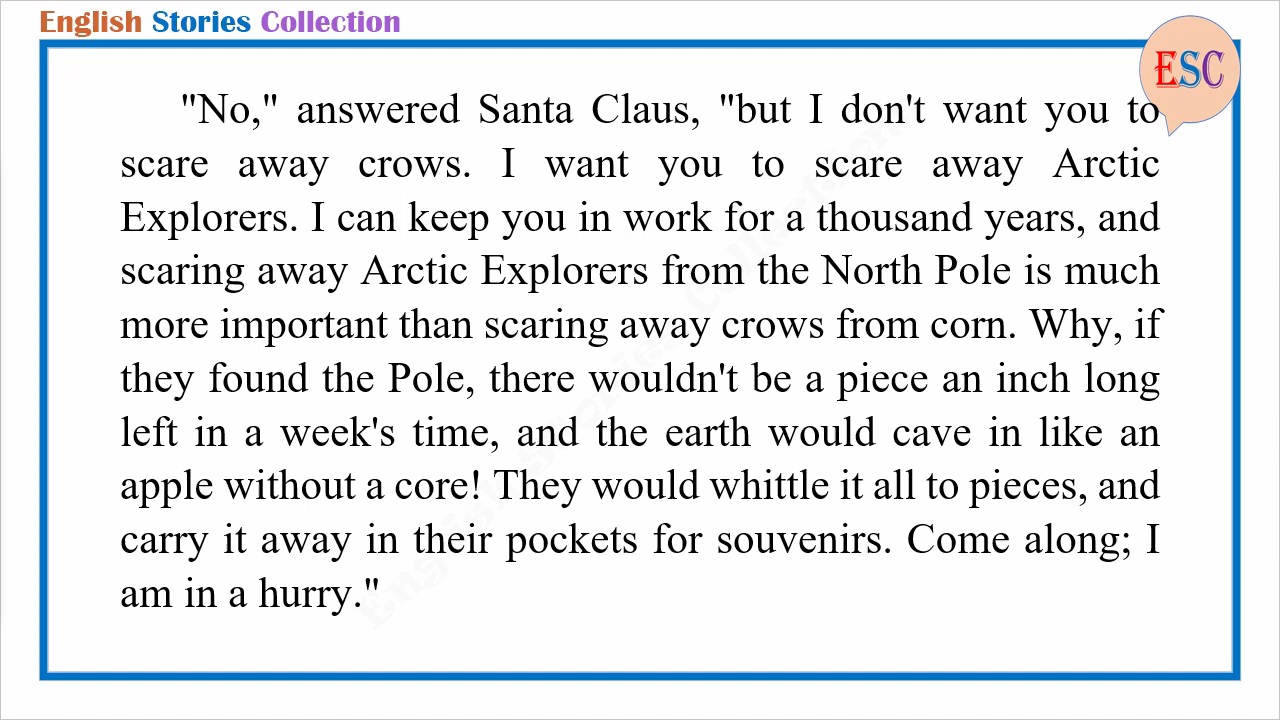 English Stories Collection
ESC
"No," answered Santa Claus, "but I don't want you to
scare away crows. I want you to scare away Arctic
Explorers. I can keep you in work for a thousand years, and
scaring away Arctic Explorers from the North Pole is much
more important than scaring away crows from corn. Why, if
they found the Pole, there wouldn't be a piece an inch long
left in a week's time, and the earth would cave in like an
apple without a core! They would whittle it all to pieces, and
carry it away in their pockets for souvenirs. Come along; I
am in a hurry."
English Stories Collection